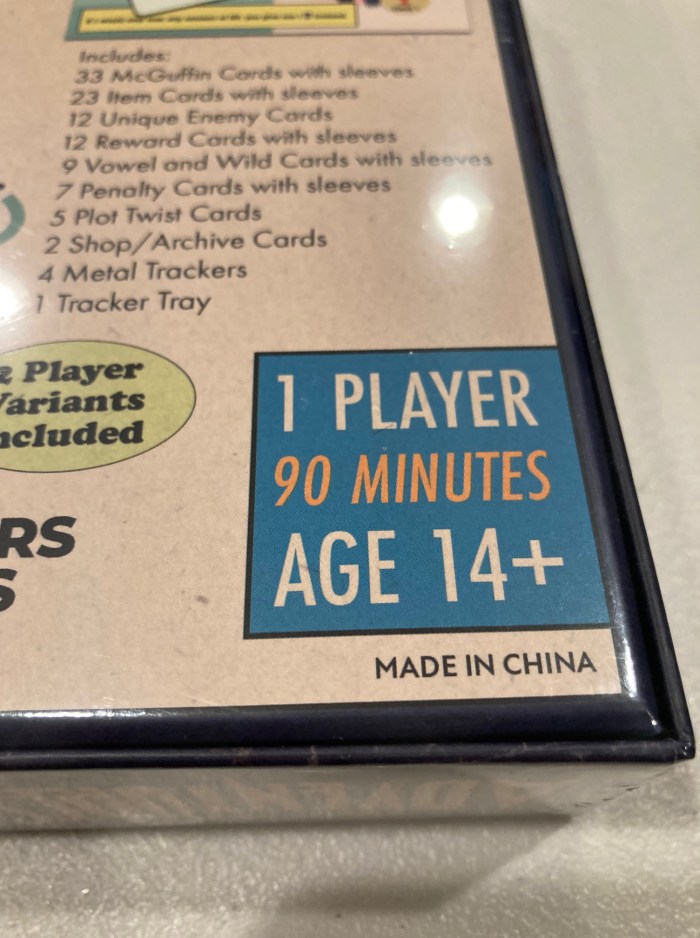 Includes:
33 McGuffin Cards with sleeves
23 Item Cards with sleeves
12 Unique Enemy Cards
12 Reward Cards with sleeves
9 Vowel and Wild Cards with sleeves
7 Penalty Cards with sleeves
5 Plot Twist Cards
2 Shop/Archive Cards
4 Metal Trackers
1 Tracker Tray
Player
Variants
ncluded
1 PLAYER
90 MINUTES
AGE 14+
RS
S
MADE IN CHINA